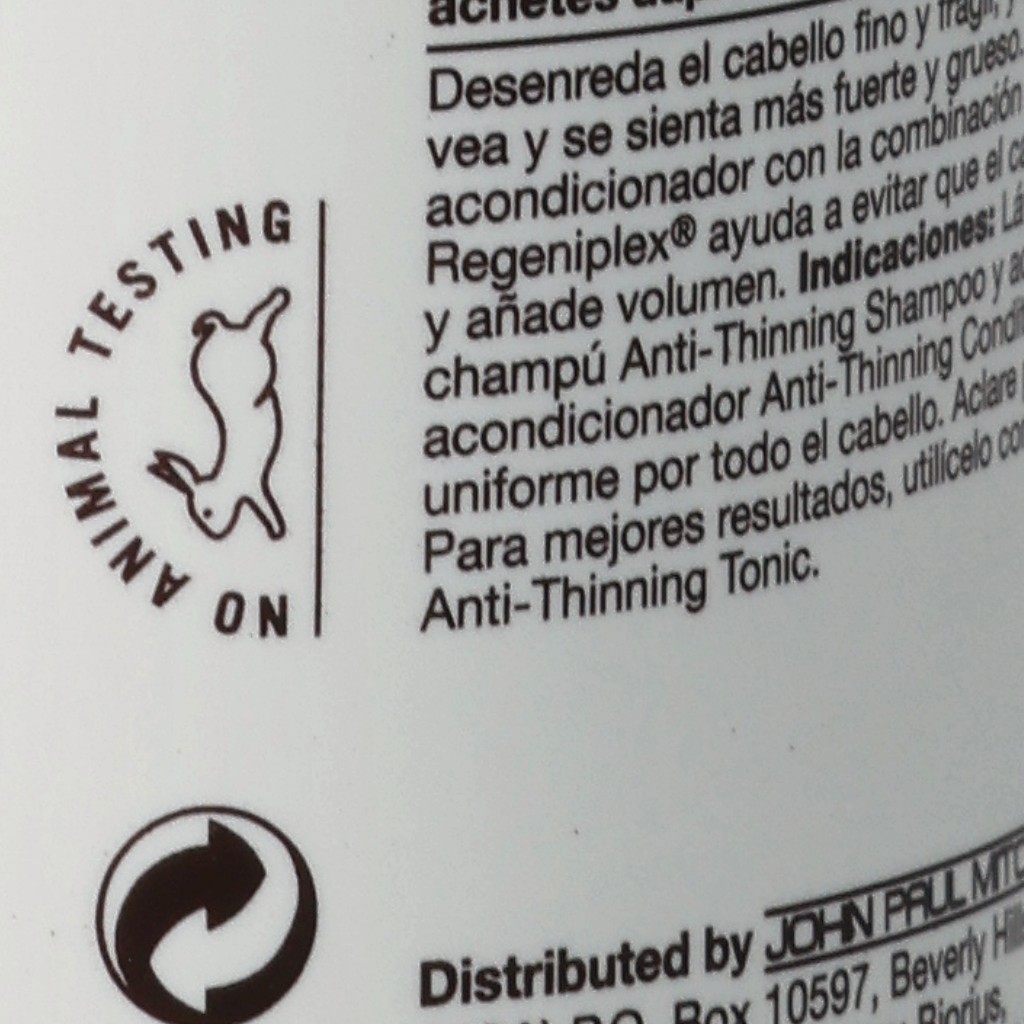 achetés
Desenreda el cabello fino y frágil, y
vea y se sienta más fuerte y grueso.
acondicionador con la combinación
Regeniplex® ayuda a evitar que el
y añade volumen. Indicaciones:
champú Anti-Thinning Shampoo y
acondicionador Anti-Thinning
uniforme por todo el cabello. Aclare
Para mejores resultados, utilícelo
Anti-Thinning Tonic.
NO ANIMAL TESTING
Distributed by JOHN PAUL
Box 10597, Beverly